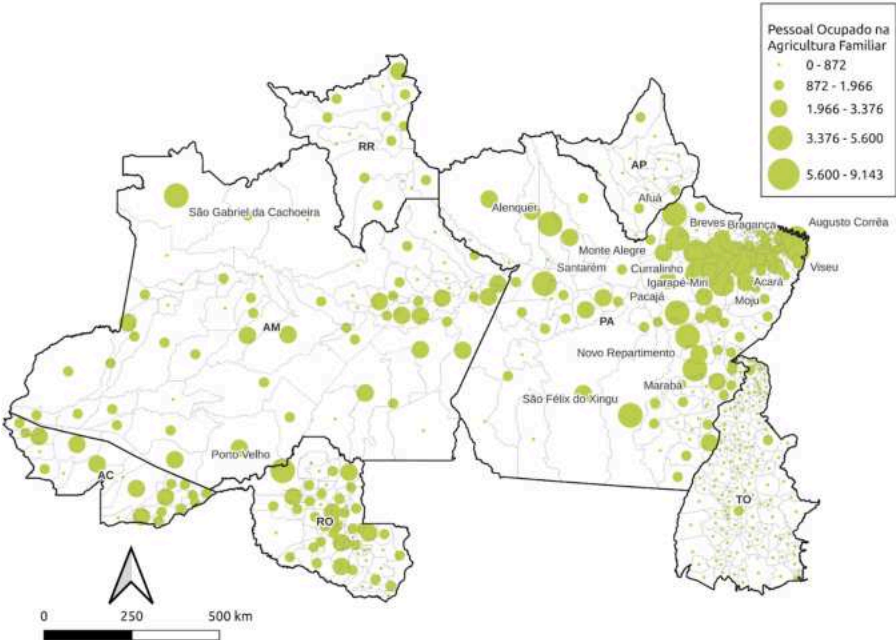 Pessoal Ocupado na
Agricultura Familiar
0 - 872
872 - 1.966
1.966 - 3.376
3.376 - 5.600
5.600 - 9.143
RR
AP
São Gabriel da Cachoeira
Alenquer
Afuá
Breves
Bragança
Augusto Corrêa
Monte Alegre
Santarém
Curralinho
Viseu
Igarapé-Miri
Acará
Pacajá
Moju
AM
PA
Novo Repartimento
Marabá
São Félix do Xingu
Porto Velho
AC
RO
TO
0 250 500 km